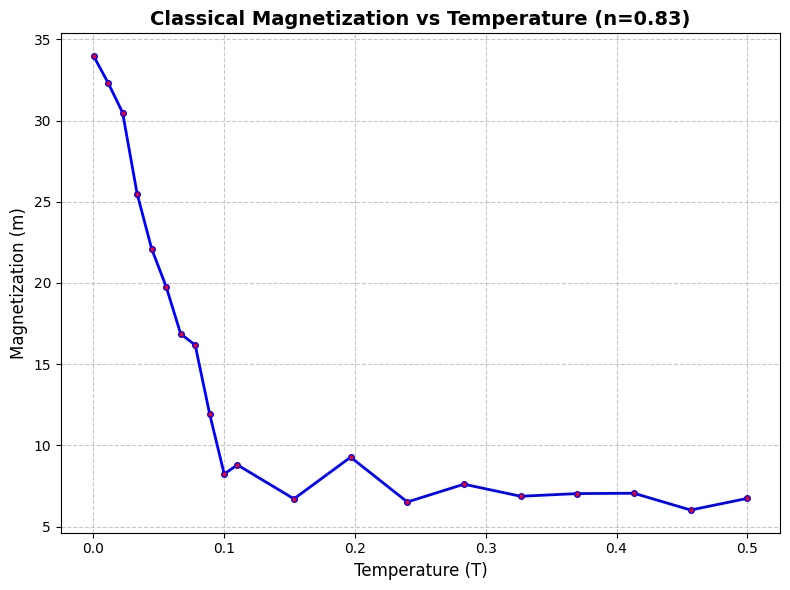 Classical Magnetization vs Temperature (n=0.83)
Magnetization (m)
35
30
25
20
15
10
5
0.0 0.1 0.2 0.3 0.4 0.5
Temperature (T)